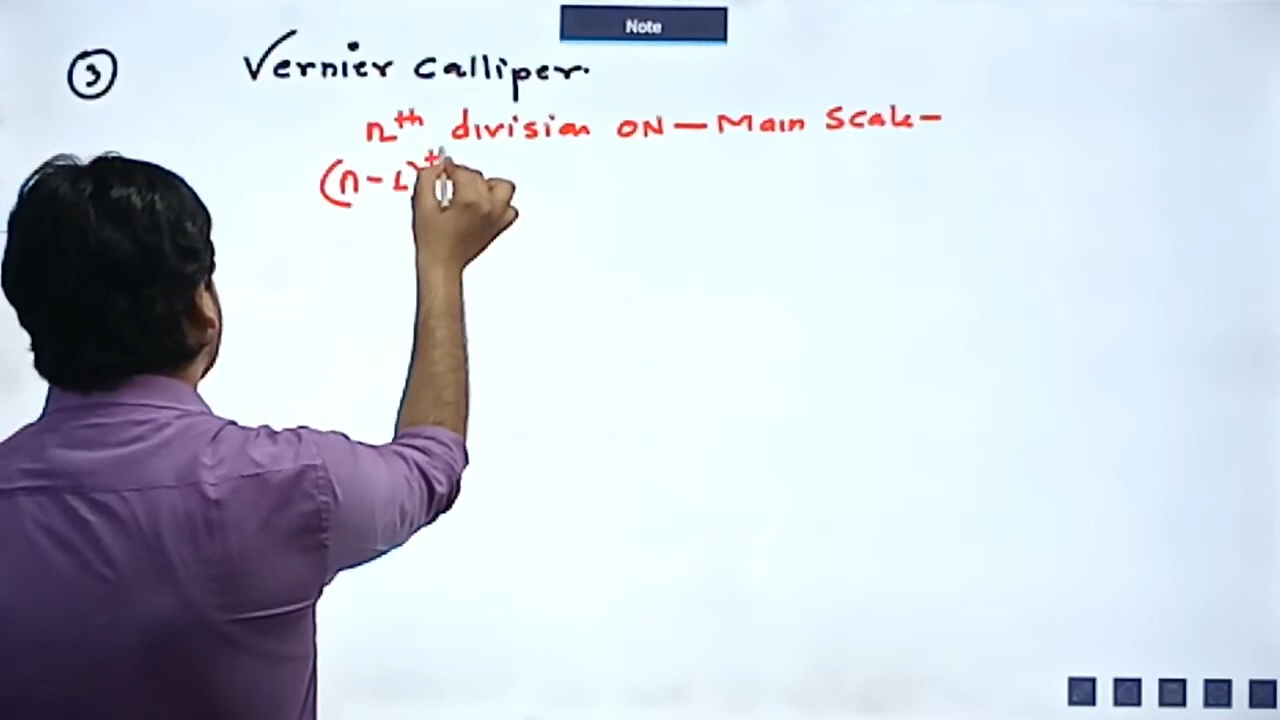 Note
③ Vernier Calliper.
nth division ON - Main Scale -
(n-1)t